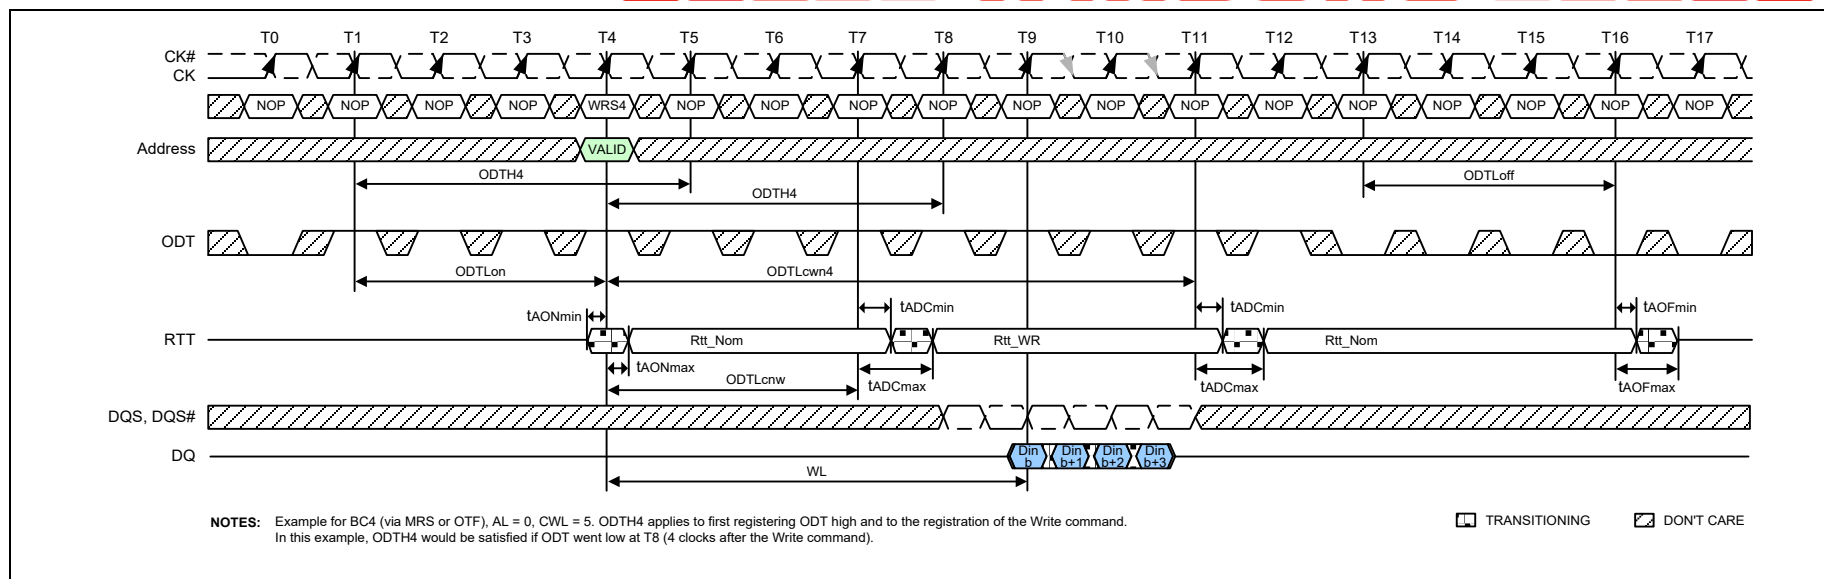 T0 T1 T2 T3 T4 T5 T6 T7 T8 T9 T10 T11 T12 T13 T14 T15 T16 T17
CK#
CK
NOP NOP NOP NOP WRS4 NOP NOP NOP NOP NOP NOP NOP NOP NOP NOP NOP NOP NOP
Address VALID
ODTH4 ODTLoff
ODTH4
ODT
ODTLon ODTLcwn4
tAONmin tADCmin tADCmin tAOFmin
RTT Rtt_Nom Rtt_WR Rtt_Nom
tAONmax ODTLcnw tADCmax tADCmax tAOFmax
DQS, DQS#
DQ Din b Din b+1 Din b+2 Din b+3
WL
NOTES: Example for BC4 (via MRS or OTF), AL = 0, CWL = 5. ODTH4 applies to first registering ODT high and to the registration of the Write command.
In this example, ODTH4 would be satisfied if ODT went low at T8 (4 clocks after the Write command).
TRANSITIONING DON'T CARE